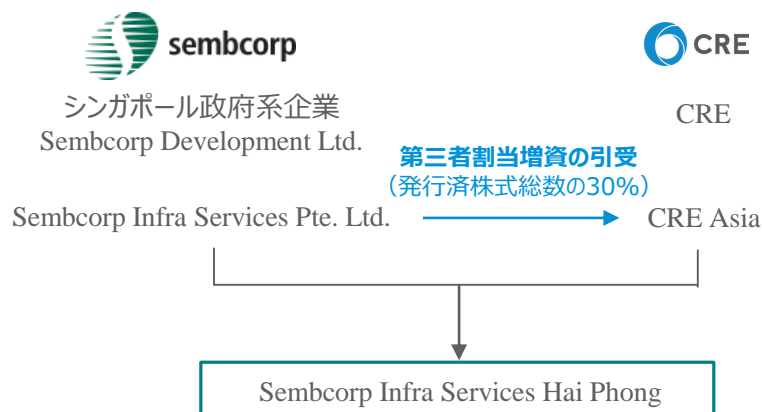 sembcorp
CRE
シンガポール政府系企業
Sembcorp Development Ltd.
CRE
第三者割当増資の引受
（発行済株式総数の30%）
Sembcorp Infra Services Pte. Ltd.
CRE Asia
Sembcorp Infra Services Hai Phong